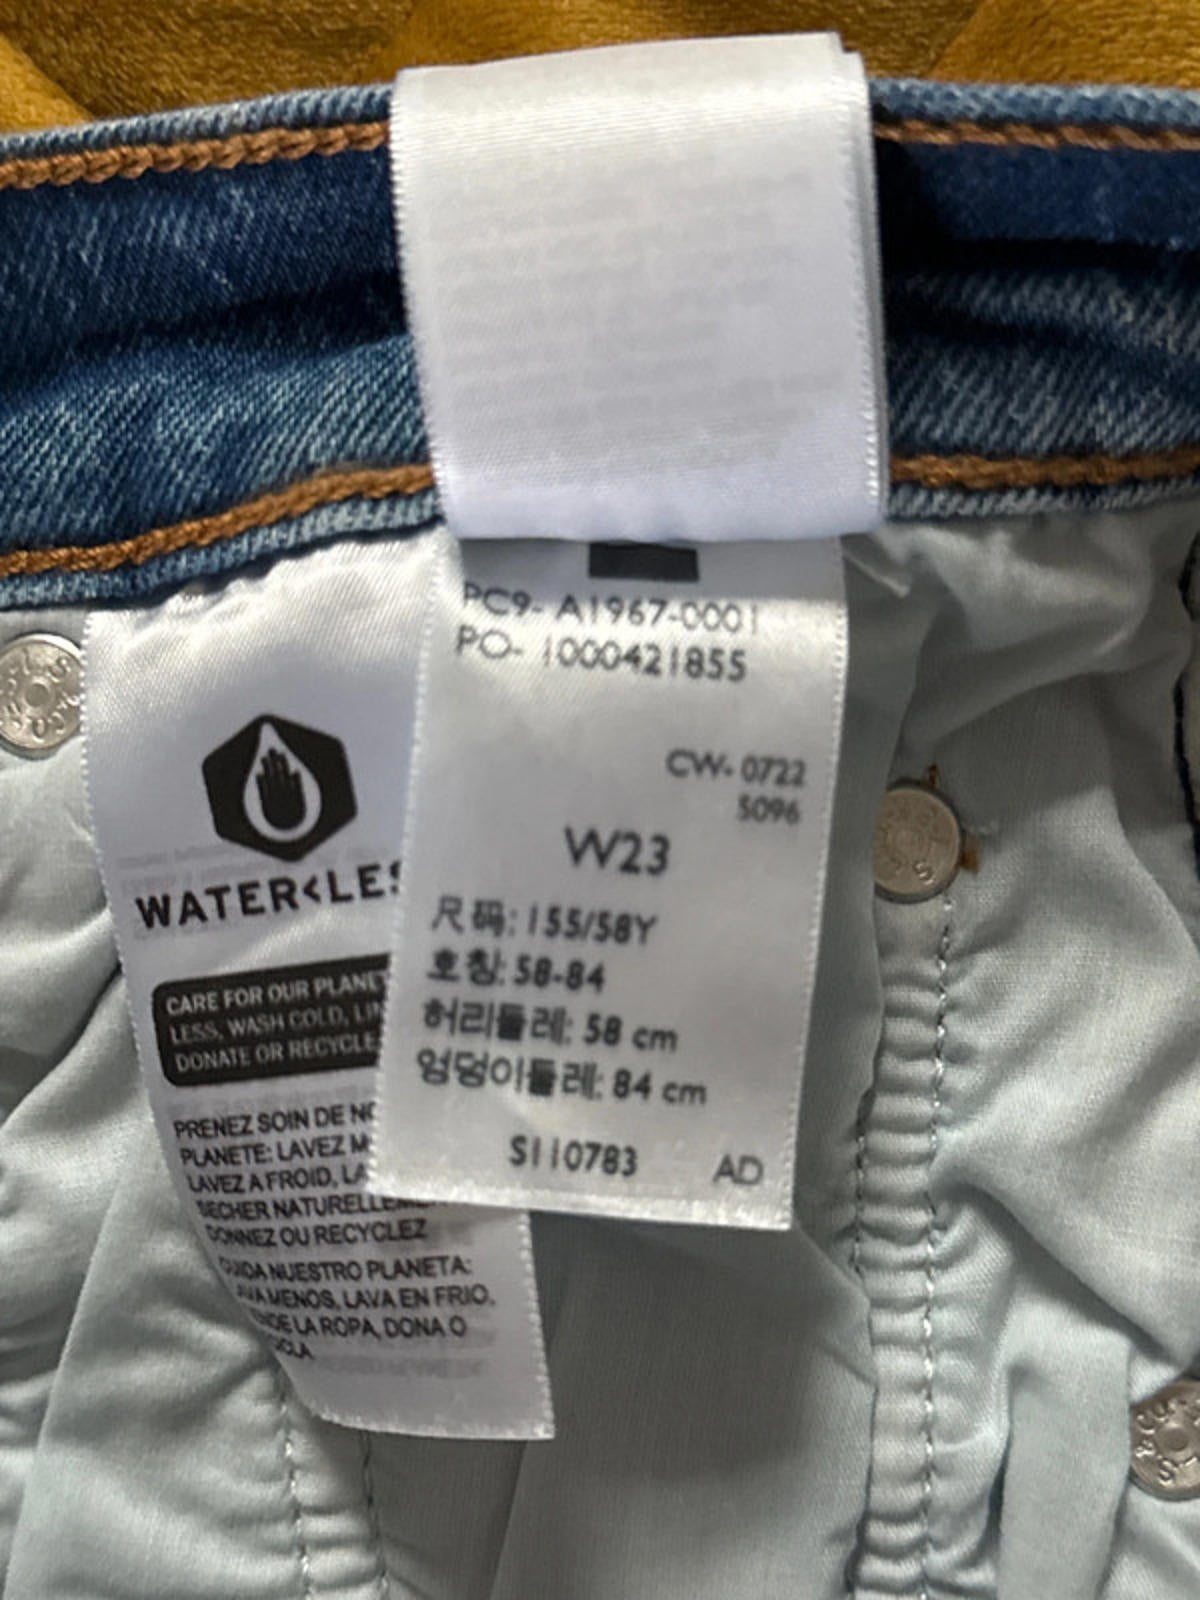 WATER<LES
CARE FOR OUR PLANET
LESS, WASH COLD, LIN
DONATE OR RECYCLE
PRENEZ SOIN DE NO
PLANETE: LAVEZ M
LAVEZ A FROID, LA
SECHER NATURELLEMEN
DONNEZ OU RECYCLEZ
CUIDA NUESTRO PLANETA:
LAVA MENOS, LAVA EN FRIO,
ENDE LA ROPA, DONA O
PC9- A1967-0001
PO- 1000421855
CW- 0722
5096
W23
尺码: 155/58Y
호칭: 58-84
허리둘레: 58 cm
엉덩이둘레: 84 cm
S110783 AD